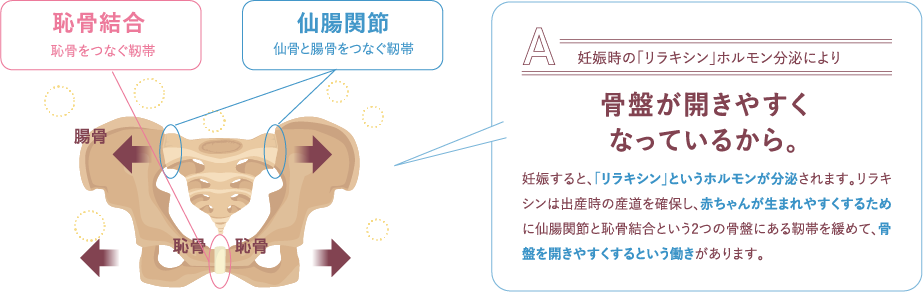 恥骨結合
恥骨をつなぐ靭帯
仙腸関節
仙骨と腸骨をつなぐ靭帯
腸骨
恥骨
恥骨
A
妊娠時の「リラキシン」ホルモン分泌により
骨盤が開きやすく
なっているから。
妊娠すると、「リラキシン」というホルモンが分泌されます。リラキ
シンは出産時の産道を確保し、赤ちゃんが生まれやすくするため
に仙腸関節と恥骨結合という2つの骨盤にある靭帯を緩めて、骨
盤を開きやすくするという働きがあります。